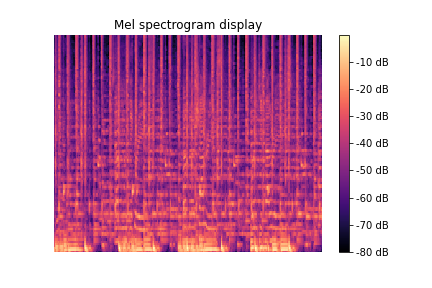 Mel spectrogram display
-10 dB
-20 dB
-30 dB
-40 dB
-50 dB
-60 dB
-70 dB
-80 dB